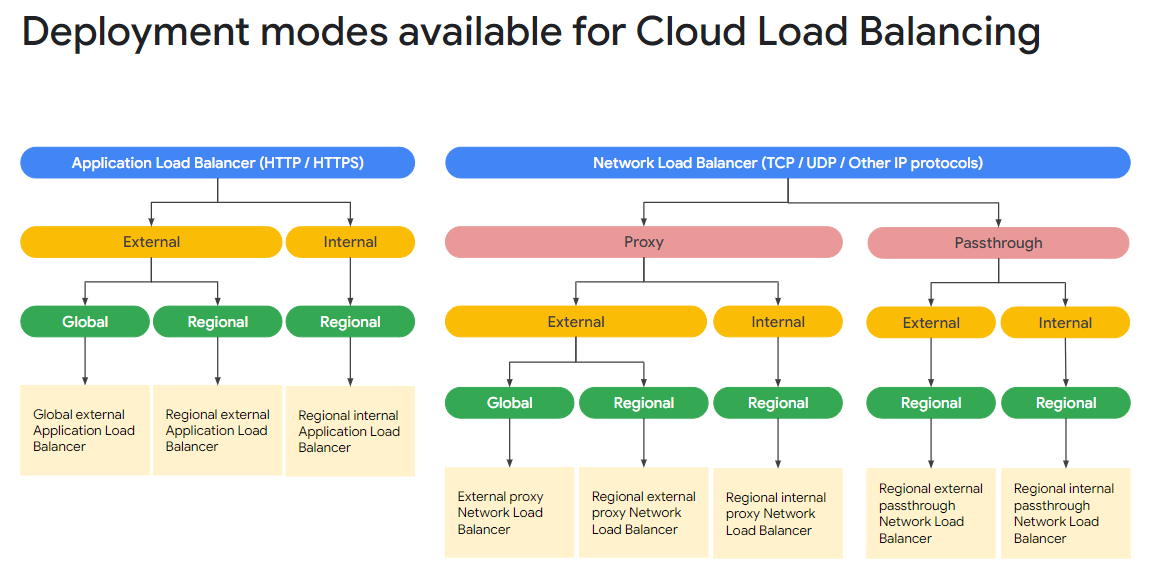 Deployment modes available for Cloud Load Balancing
Application Load Balancer (HTTP / HTTPS)
External
Internal
Global
Regional
Regional
Global external
Application Load
Balancer
Regional external
Application Load
Balancer
Regional internal
Application Load
Balancer
Network Load Balancer (TCP / UDP / Other IP protocols)
Proxy
Passthrough
External
Internal
External
Internal
Global
Regional
Regional
Regional
Regional
External proxy
Network Load
Balancer
Regional external
proxy Network
Load Balancer
Regional internal
proxy Network
Load Balancer
Regional external
passthrough
Network Load
Balancer
Regional internal
passthrough
Network Load
Balancer